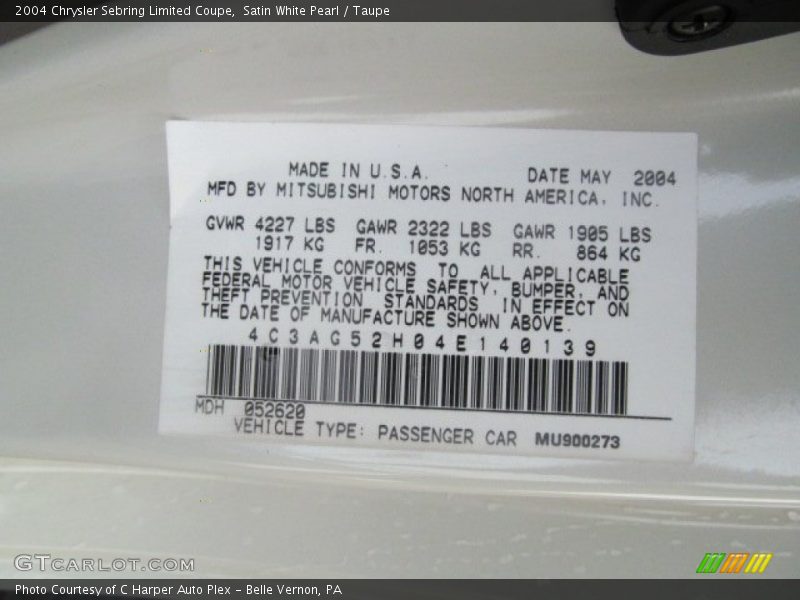 2004 Chrysler Sebring Limited Coupe, Satin White Pearl / Taupe
MADE IN U.S.A. DATE MAY 2004
MFD BY MITSUBISHI MOTORS NORTH AMERICA, INC.
GVWR 4227 LBS GAWR 2322 LBS GAWR 1905 LBS
1917 KG FR. 1053 KG RR. 864 KG
THIS VEHICLE CONFORMS TO ALL APPLICABLE
FEDERAL MOTOR VEHICLE SAFETY, BUMPER, AND
THEFT PREVENTION STANDARDS IN EFFECT ON
THE DATE OF MANUFACTURE SHOWN ABOVE.
4C3AG52H04E140139
MDH 052620
VEHICLE TYPE: PASSENGER CAR MU900273
GTCARLOT.COM
Photo Courtesy of C Harper Auto Plex - Belle Vernon, PA